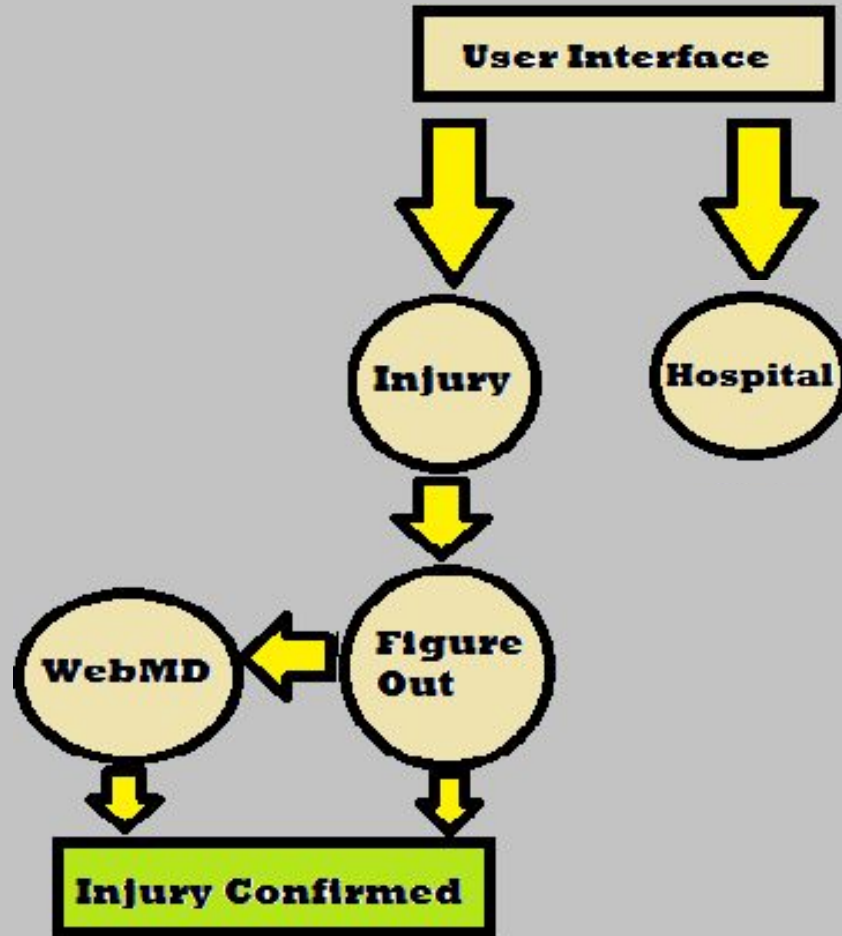 User Interface
Injury
Hospital
Figure
Out
WebMD
Injury Confirmed